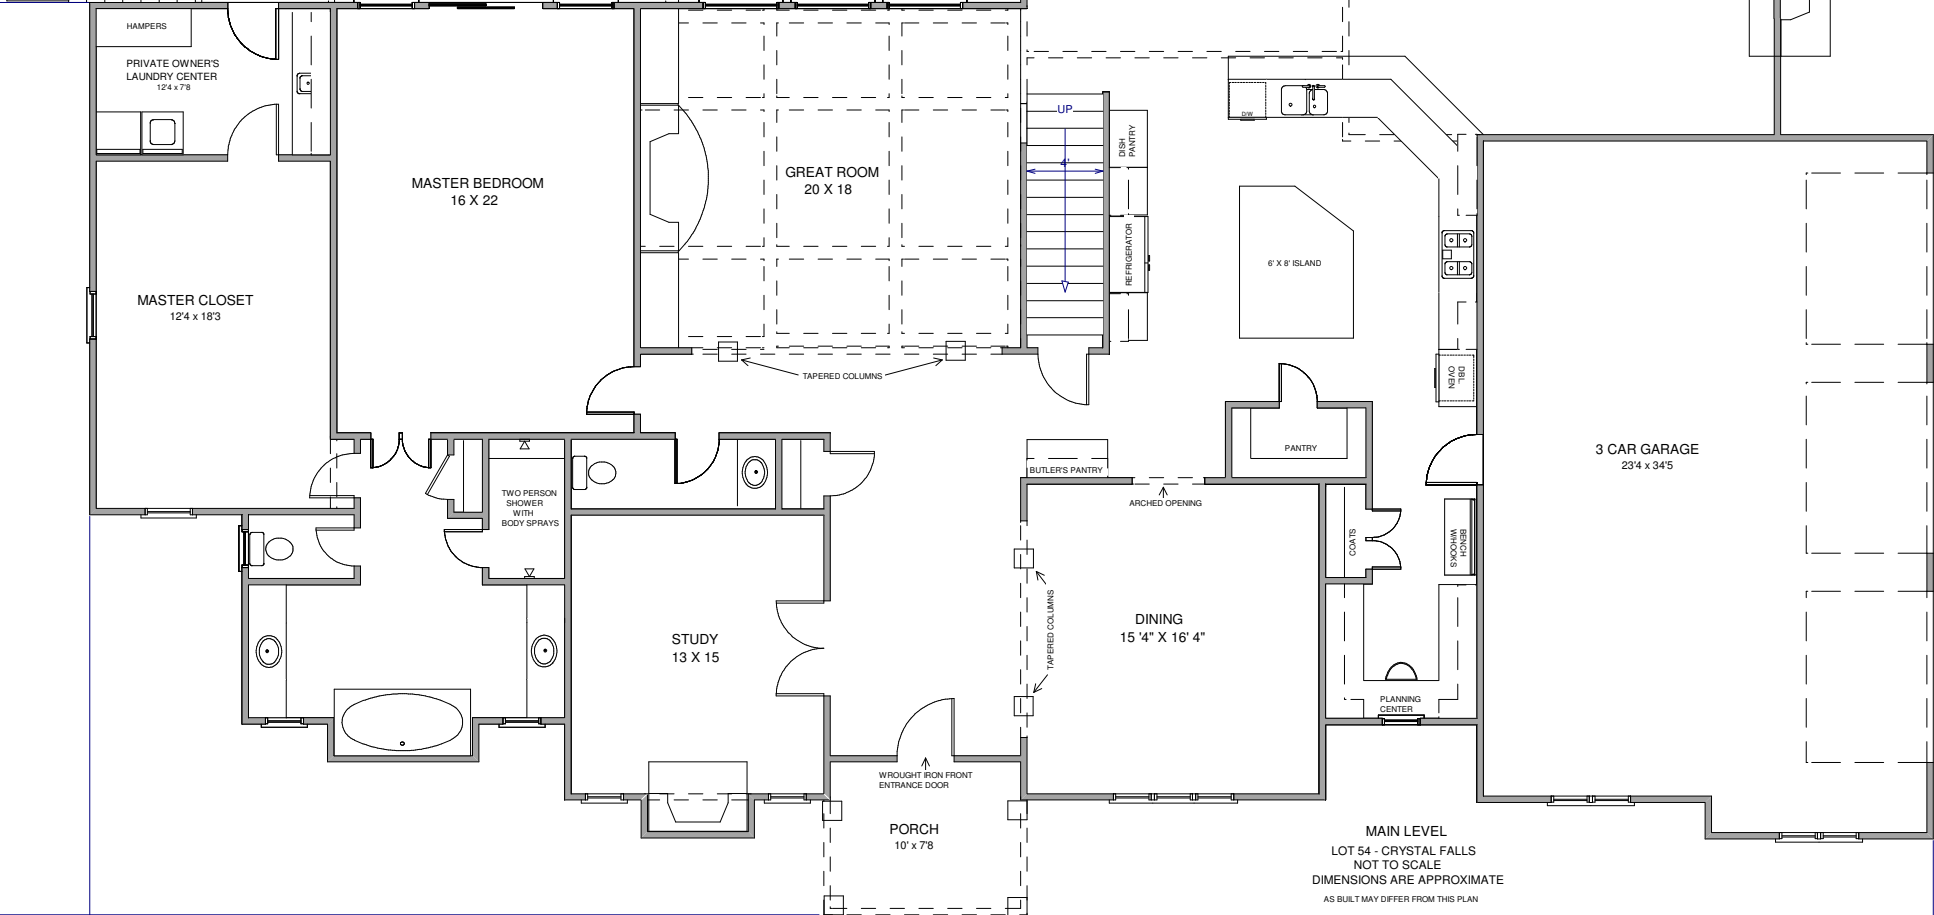 HAMPERS
PRIVATE OWNER'S
LAUNDRY CENTER
12'4 x 7'8
MASTER BEDROOM
16 X 22
GREAT ROOM
20 X 18
UP
4'
DISH
PANTRY
REFRIGERATOR
D/W
6' X 8' ISLAND
MASTER CLOSET
12'4 x 18'3
TAPERED COLUMNS
DBL
OVEN
3 CAR GARAGE
23'4 x 34'5
PANTRY
BUTLER'S PANTRY
ARCHED OPENING
TWO PERSON
SHOWER
WITH
BODY SPRAYS
COATS
BENCH
W/HOOKS
TAPERED COLUMNS
STUDY
13 X 15
DINING
15 '4" X 16' 4"
PLANNING
CENTER
WROUGHT IRON FRONT
ENTRANCE DOOR
PORCH
10' x 7'8
MAIN LEVEL
LOT 54 - CRYSTAL FALLS
NOT TO SCALE
DIMENSIONS ARE APPROXIMATE
AS BUILT MAY DIFFER FROM THIS PLAN